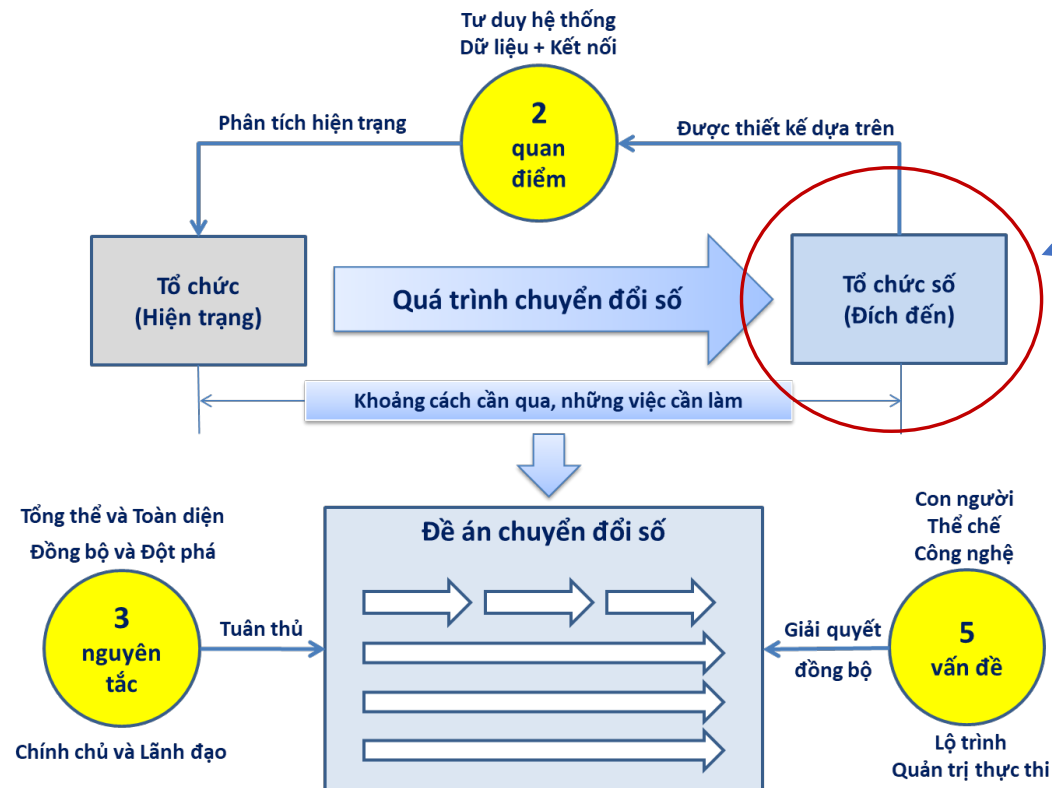 Tư duy hệ thống
Dữ liệu + Kết nối
2
quan
điểm
Phân tích hiện trạng
Được thiết kế dựa trên
Tổ chức
(Hiện trạng)
Quá trình chuyển đổi số
Tổ chức số
(Đích đến)
Khoảng cách cần qua, những việc cần làm
Tổng thể và Toàn diện
Đồng bộ và Đột phá
3
nguyên
tắc
Chính chủ và Lãnh đạo
Tuân thủ
Đề án chuyển đổi số
Giải quyết
đồng bộ
Con người
Thể chế
Công nghệ
5
vấn đề
Lộ trình
Quản trị thực thi